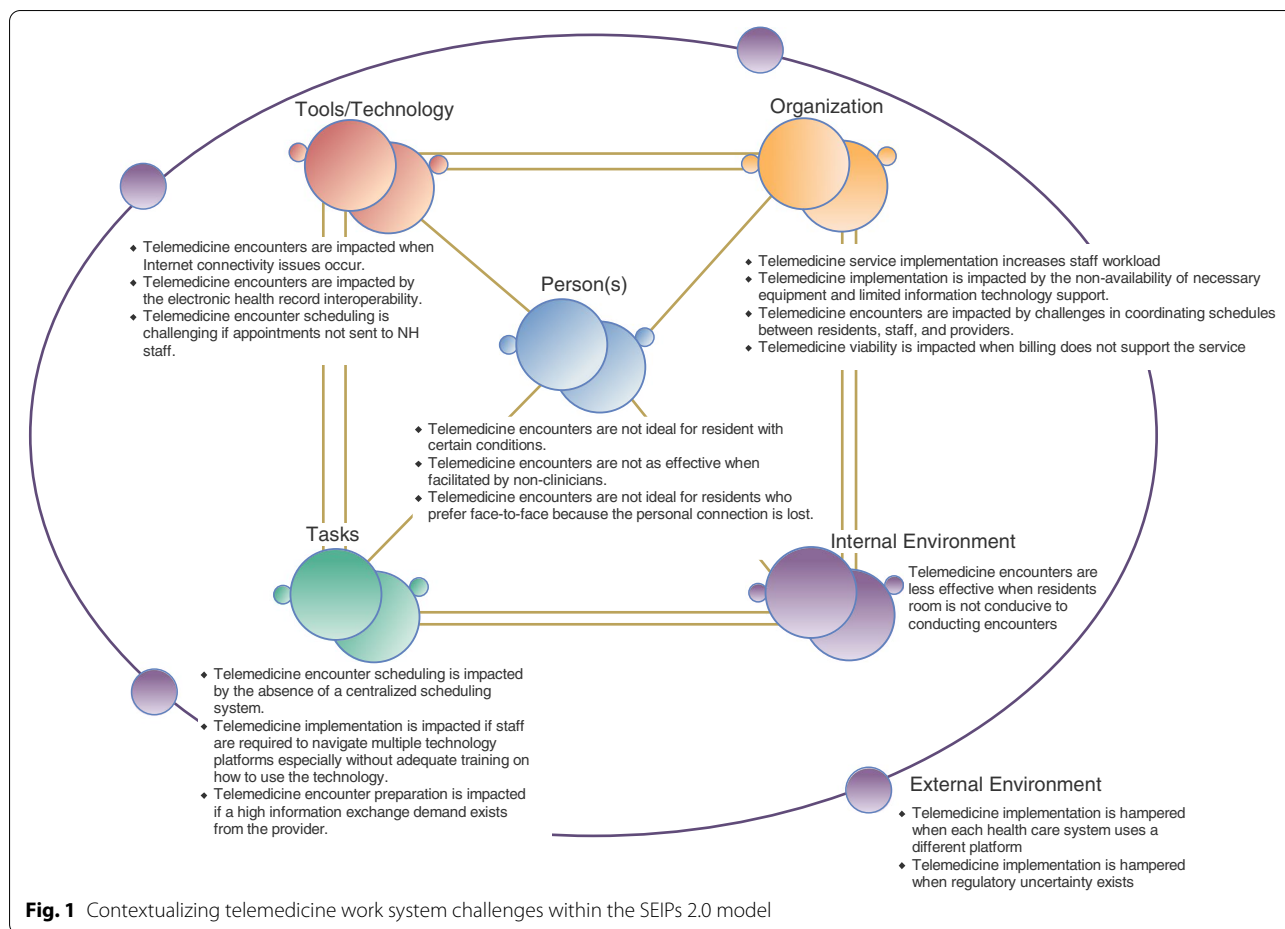 Tools/Technology
◆ Telemedicine encounters are impacted when
Internet connectivity issues occur.
◆ Telemedicine encounters are impacted by
the electronic health record interoperability.
◆ Telemedicine encounter scheduling is
challenging if appointments not sent to NH
staff.
Organization
◆ Telemedicine service implementation increases staff workload
◆ Telemedicine implementation is impacted by the non-availability of necessary
equipment and limited information technology support.
◆ Telemedicine encounters are impacted by challenges in coordinating schedules
between residents, staff, and providers.
◆ Telemedicine viability is impacted when billing does not support the service
Person(s)
◆ Telemedicine encounters are not ideal for resident with
certain conditions.
◆ Telemedicine encounters are not as effective when
facilitated by non-clinicians.
◆ Telemedicine encounters are not ideal for residents who
prefer face-to-face because the personal connection is lost.
Tasks
◆ Telemedicine encounter scheduling is impacted
by the absence of a centralized scheduling
system.
◆ Telemedicine implementation is impacted if staff
are required to navigate multiple technology
platforms especially without adequate training on
how to use the technology.
◆ Telemedicine encounter preparation is impacted
if a high information exchange demand exists
from the provider.
Internal Environment
Telemedicine encounters are
less effective when residents
room is not conducive to
conducting encounters
External Environment
◆ Telemedicine implementation is hampered
when each health care system uses a
different platform
◆ Telemedicine implementation is hampered
when regulatory uncertainty exists
Fig. 1 Contextualizing telemedicine work system challenges within the SEIPs 2.0 model